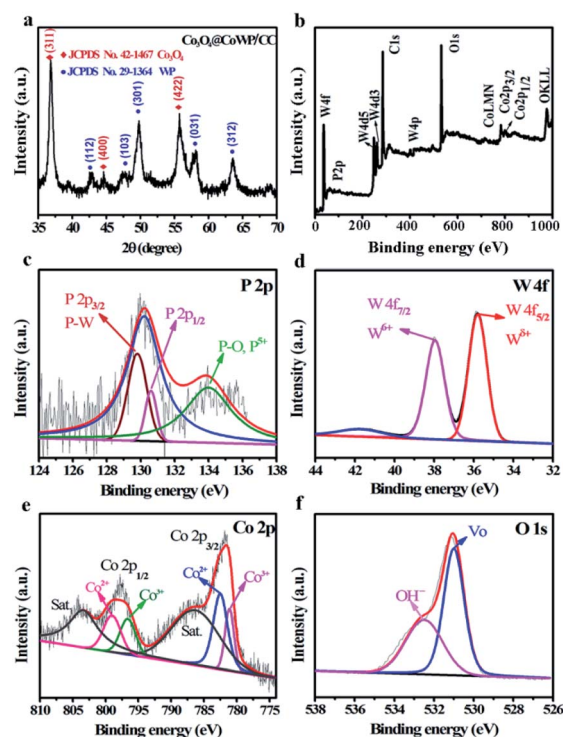 a
Co₃O₄@CoWP/CC
(311)
JCPDS No. 42-1467 Co₃O₄
JCPDS No. 29-1364 WP
(112)
(400)
(103)
(301)
(422)
(031)
(312)
Intensity (a.u.)
35 40 45 50 55 60 65 70
2θ (degree)
b
W4f
P2p
W4d5
W4d3
C1s
W4p
O1s
CoLMN
Co2p3/2
Co2p1/2
OKLL
Intensity (a.u.)
0 200 400 600 800 1000
Binding energy (eV)
c
P 2p
P 2p3/2
P-W
P 2p1/2
P-O, P⁵⁺
Intensity (a.u.)
124 126 128 130 132 134 136 138
Binding energy (eV)
d
W 4f
W 4f7/2
W⁶⁺
W 4f5/2
W^δ+
Intensity (a.u.)
44 40 36 32
Binding energy (eV)
e
Co 2p
Co 2p3/2
Co 2p1/2
Co²⁺
Co³⁺
Sat.
Sat.
Co²⁺
Co³⁺
Intensity (a.u.)
810 805 800 795 790 785 780 775
Binding energy (eV)
f
O 1s
Vo
OH⁻
Intensity (a.u.)
538 536 534 532 530 528 526
Binding energy (eV)